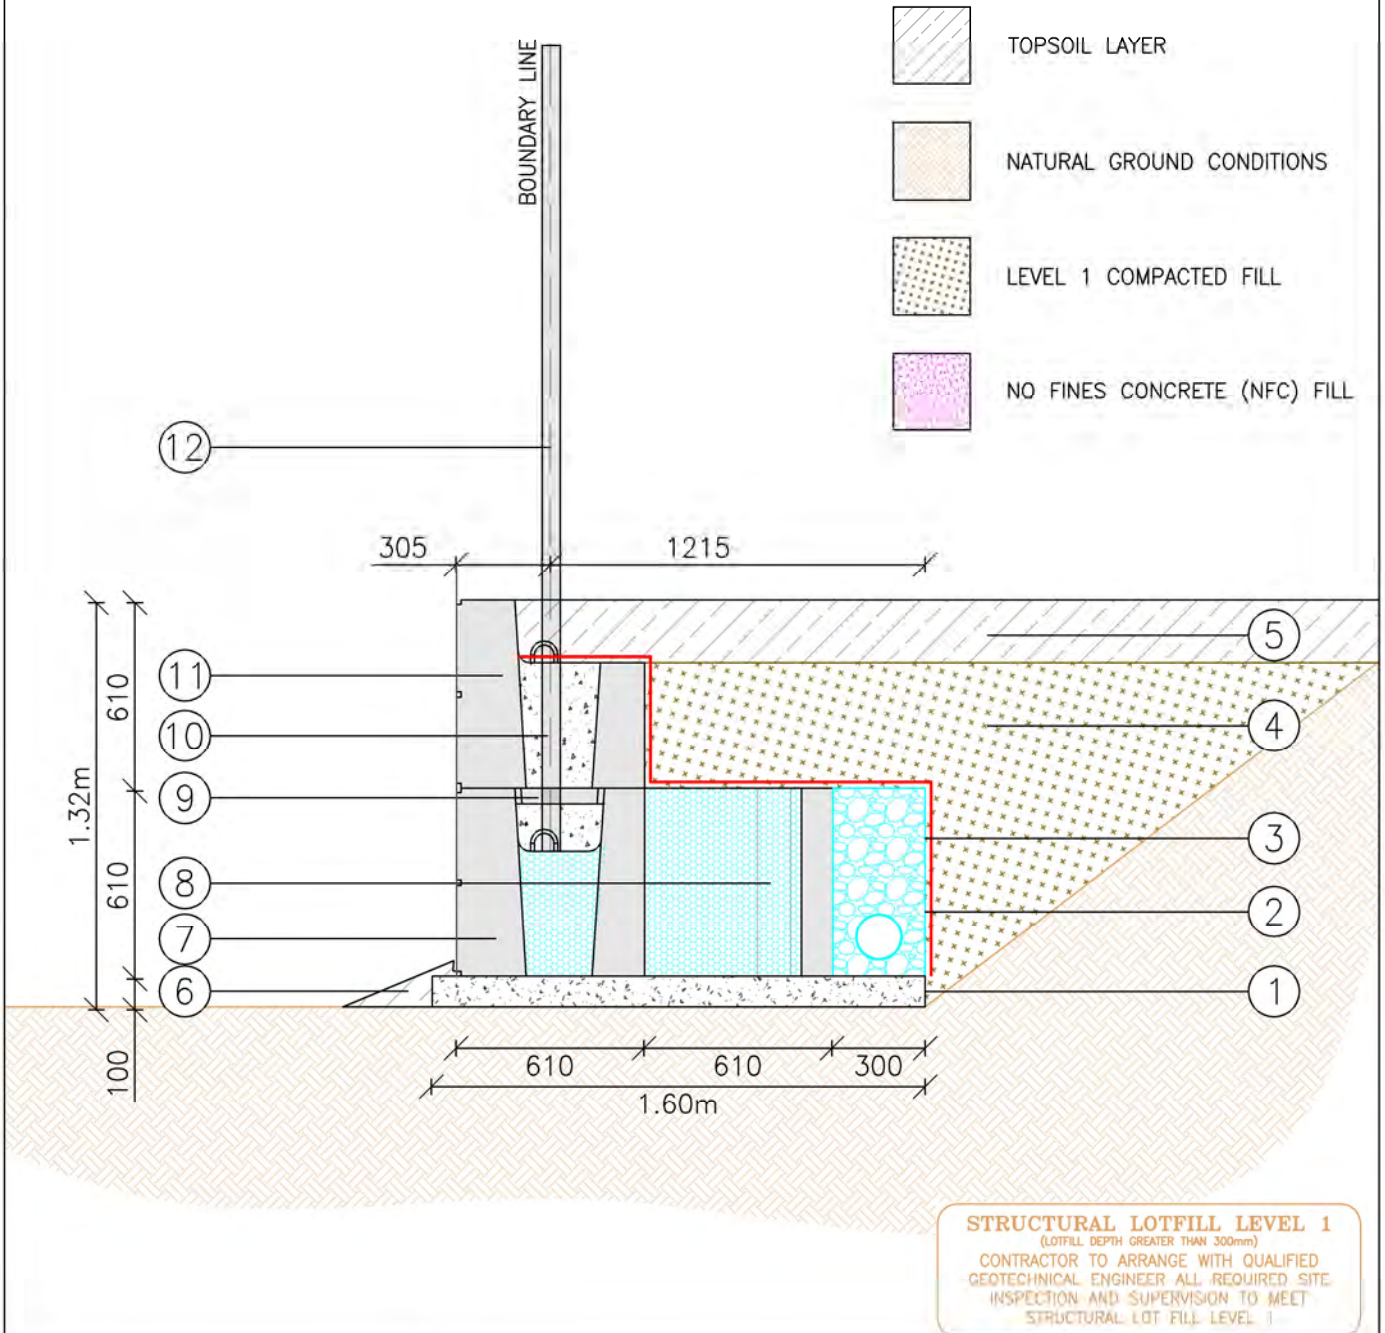 TOPSOIL LAYER
BOUNDARY LINE
NATURAL GROUND CONDITIONS
LEVEL 1 COMPACTED FILL
NO FINES CONCRETE (NFC) FILL
12
305
1215
5
11
610
4
10
9
1.32m
3
8
610
2
7
6
1
100
610
610
300
1.60m
STRUCTURAL LOTFILL LEVEL 1
(LOTFILL DEPTH GREATER THAN 300mm)
CONTRACTOR TO ARRANGE WITH QUALIFIED
GEOTECHNICAL ENGINEER ALL REQUIRED SITE
INSPECTION AND SUPERVISION TO MEET
STRUCTURAL LOT FILL LEVEL 1